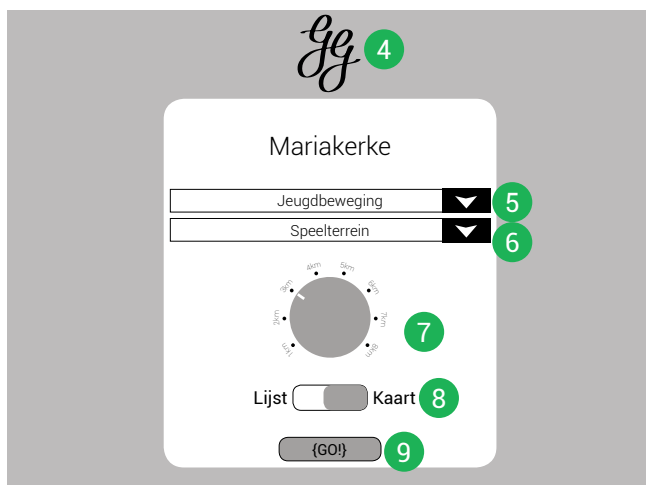 gg 4
Mariakerke
Jeugdbeweging 5
Speelterrein 6
4km 5km
3km 6km
2km 7km
1km 8km
7
Lijst Kaart 8
{GO!} 9